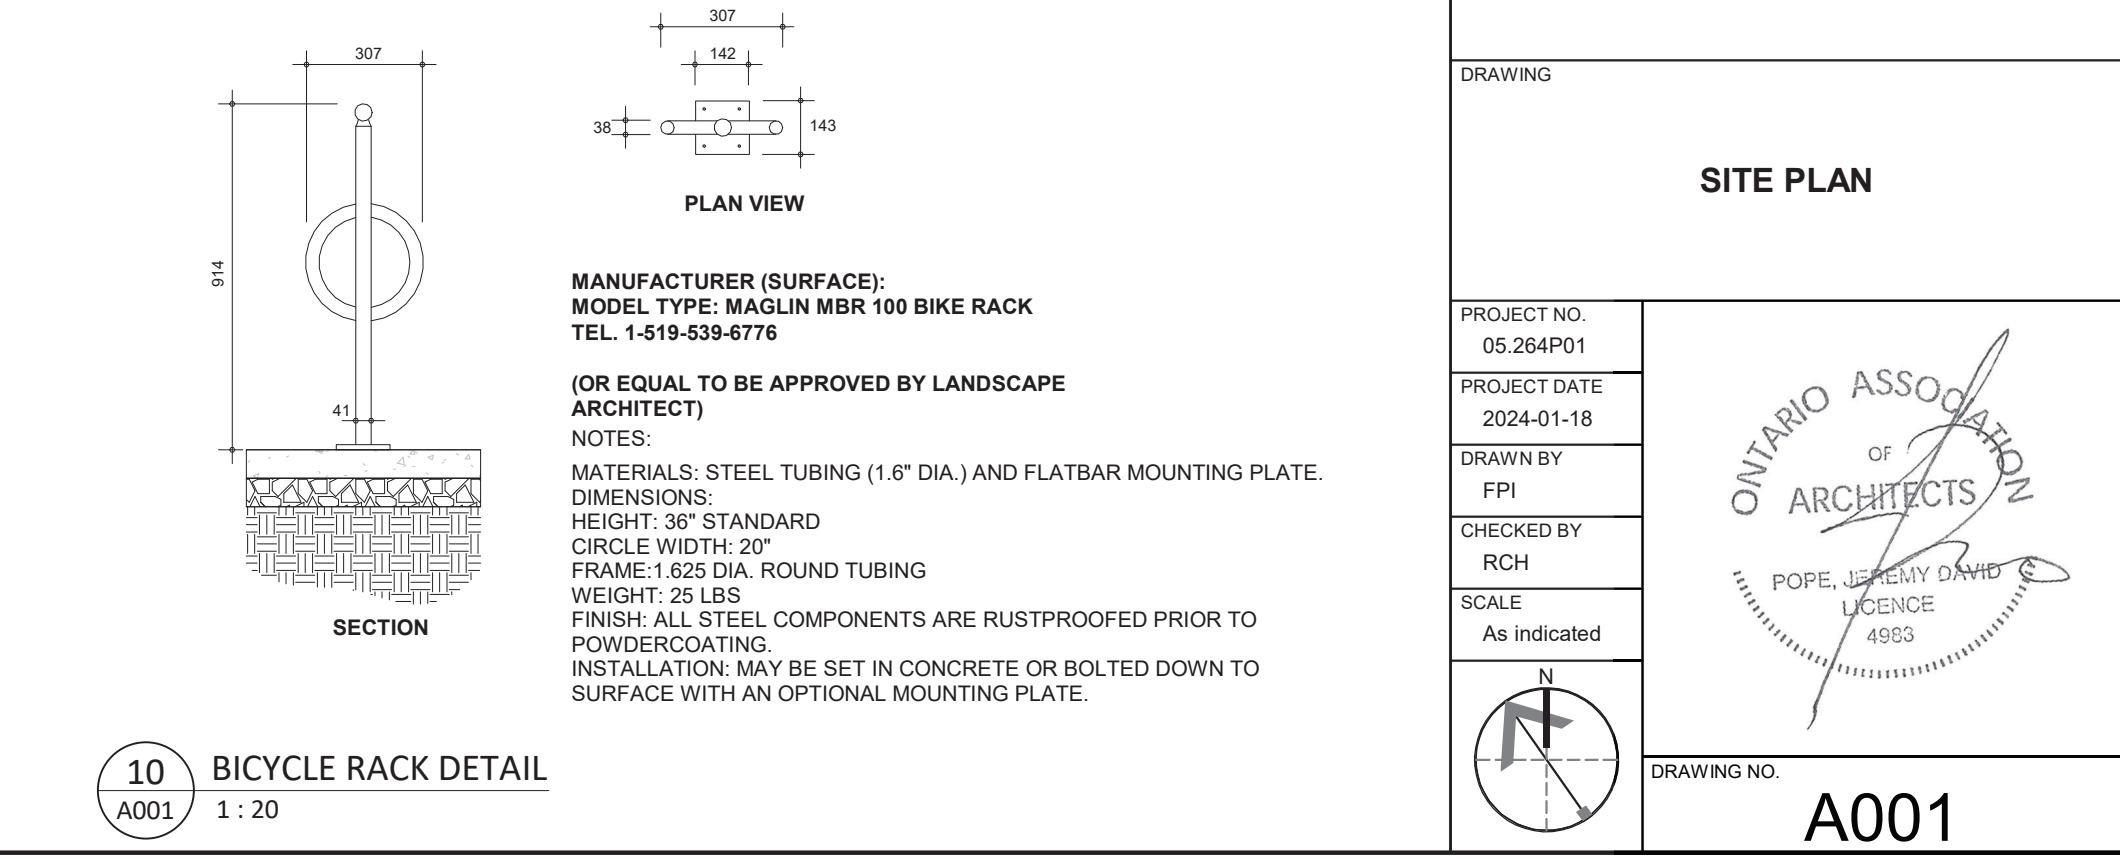 307
914
41
SECTION
307
142
38
143
PLAN VIEW
MANUFACTURER (SURFACE):
MODEL TYPE: MAGLIN MBR 100 BIKE RACK
TEL. 1-519-539-6776
(OR EQUAL TO BE APPROVED BY LANDSCAPE
ARCHITECT)
NOTES:
MATERIALS: STEEL TUBING (1.6" DIA.) AND FLATBAR MOUNTING PLATE.
DIMENSIONS:
HEIGHT: 36" STANDARD
CIRCLE WIDTH: 20"
FRAME:1.625 DIA. ROUND TUBING
WEIGHT: 25 LBS
FINISH: ALL STEEL COMPONENTS ARE RUSTPROOFED PRIOR TO
POWDERCOATING.
INSTALLATION: MAY BE SET IN CONCRETE OR BOLTED DOWN TO
SURFACE WITH AN OPTIONAL MOUNTING PLATE.
10
A001
BICYCLE RACK DETAIL
1 : 20
DRAWING
SITE PLAN
PROJECT NO.
05.264P01
PROJECT DATE
2024-01-18
DRAWN BY
FPI
CHECKED BY
RCH
SCALE
As indicated
N
ONTARIO ASSOCIATION
OF
ARCHITECTS
POPE, JEREMY DAVID
LICENCE
4983
DRAWING NO.
A001